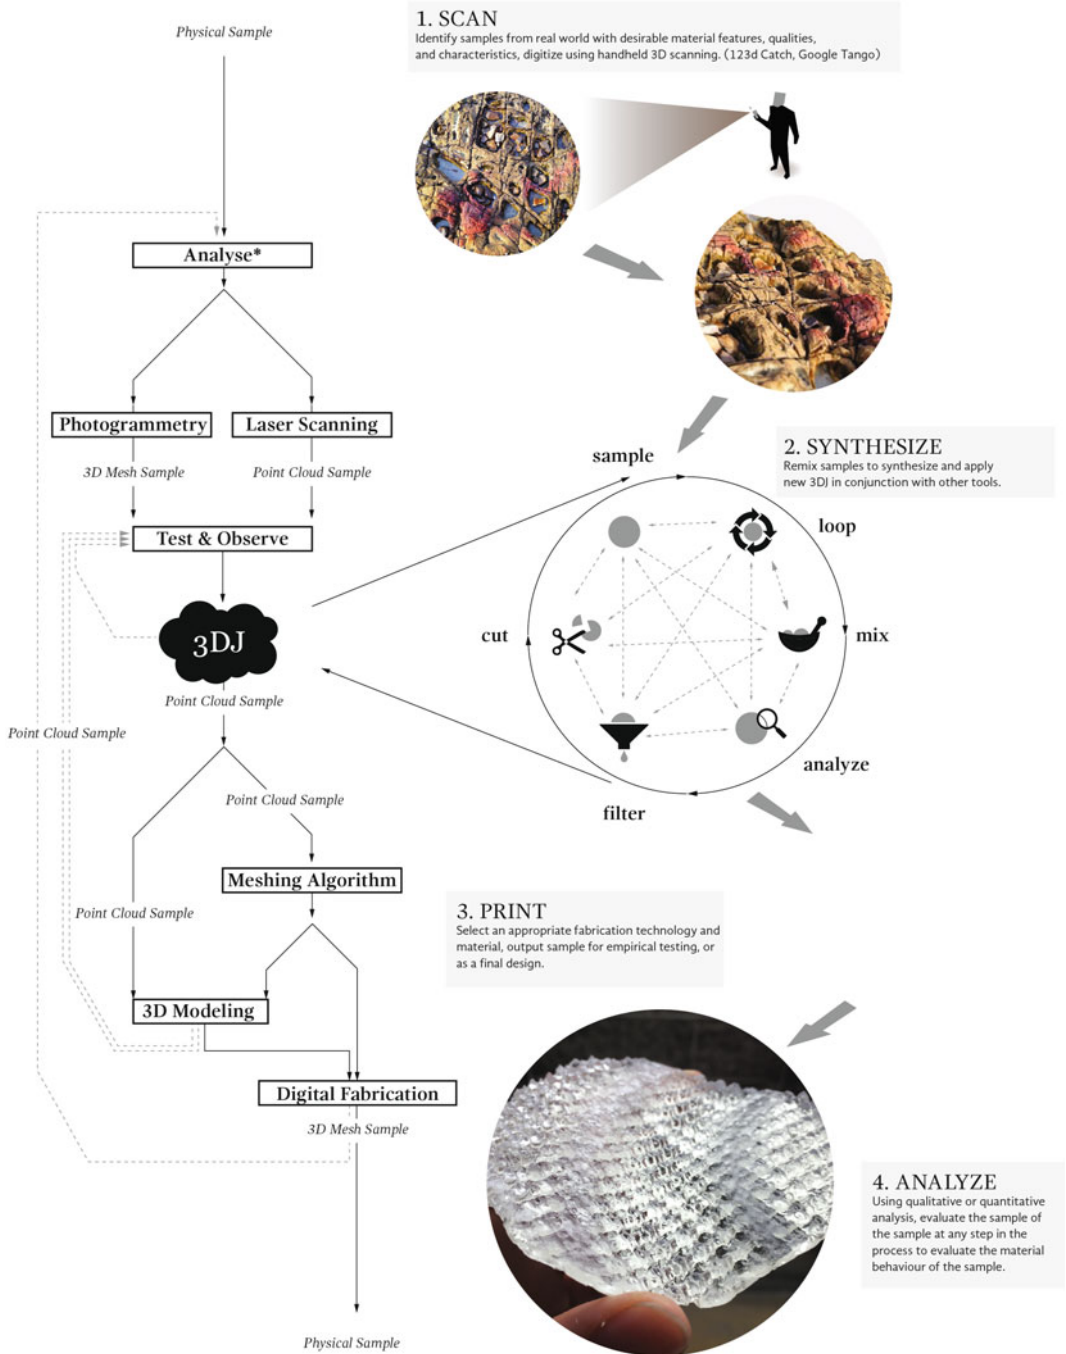 Physical Sample
1. SCAN
Identify samples from real world with desirable material features, qualities,
and characteristics, digitize using handheld 3D scanning. (123d Catch, Google Tango)
Analyse*
Photogrammetry
Laser Scanning
3D Mesh Sample
Point Cloud Sample
Test & Observe
3DJ
Point Cloud Sample
Point Cloud Sample
Point Cloud Sample
Meshing Algorithm
Point Cloud Sample
3D Modeling
Digital Fabrication
3D Mesh Sample
Physical Sample
2. SYNTHESIZE
Remix samples to synthesize and apply
new 3DJ in conjunction with other tools.
sample
loop
mix
analyze
filter
cut
3. PRINT
Select an appropriate fabrication technology and
material, output sample for empirical testing, or
as a final design.
4. ANALYZE
Using qualitative or quantitative
analysis, evaluate the sample of
the sample at any step in the
process to evaluate the material
behaviour of the sample.